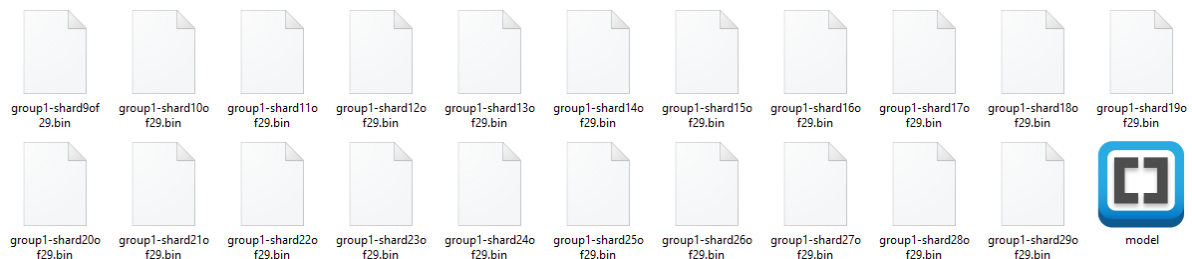 group1-shard9of
29.bin
group1-shard10o
f29.bin
group1-shard11o
f29.bin
group1-shard12o
f29.bin
group1-shard13o
f29.bin
group1-shard14o
f29.bin
group1-shard15o
f29.bin
group1-shard16o
f29.bin
group1-shard17o
f29.bin
group1-shard18o
f29.bin
group1-shard19o
f29.bin
group1-shard20o
f29.bin
group1-shard21o
f29.bin
group1-shard22o
f29.bin
group1-shard23o
f29.bin
group1-shard24o
f29.bin
group1-shard25o
f29.bin
group1-shard26o
f29.bin
group1-shard27o
f29.bin
group1-shard28o
f29.bin
group1-shard29o
f29.bin
model